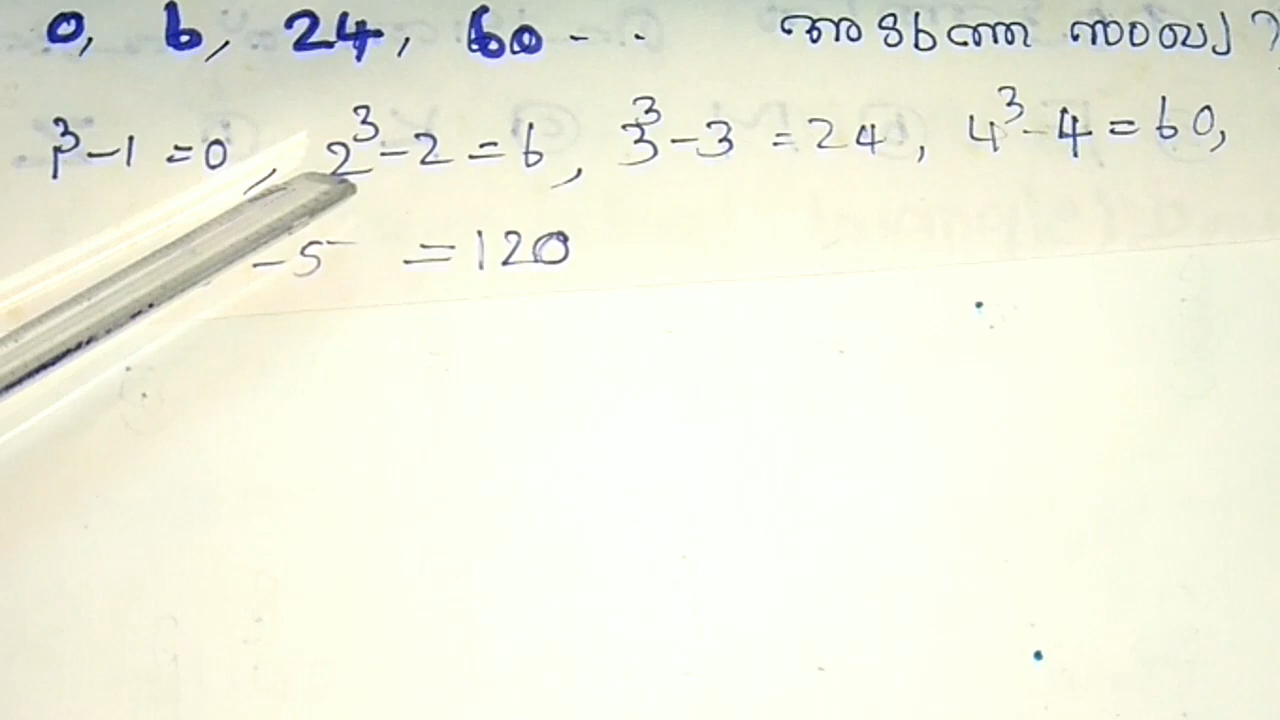 0, 6, 24, 60 - - അടുത്ത സംഖ്യ ?
1³-1 =0, 2³-2 = 6, 3³-3 = 24, 4³-4 = 60,
-5 = 120